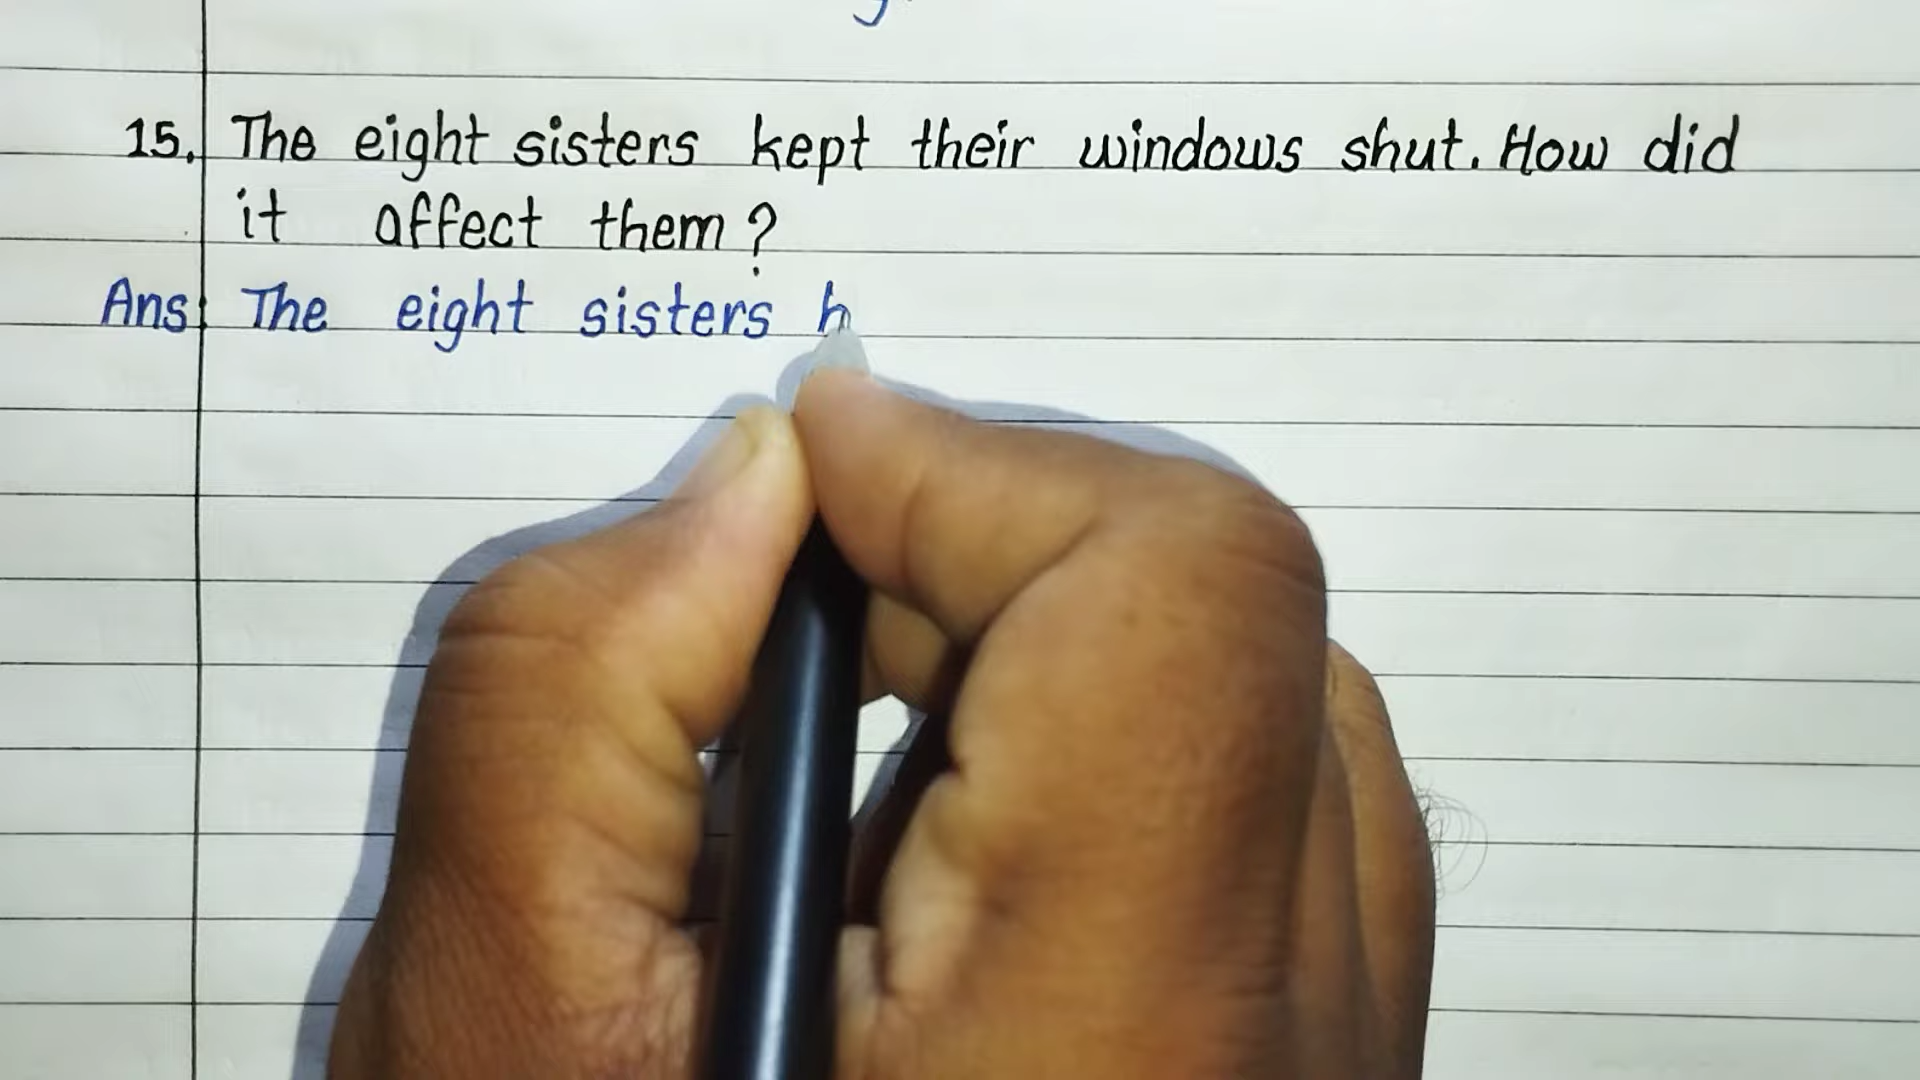 15. The eight sisters kept their windows shut. How did
it affect them?
Ans. The eight sisters h